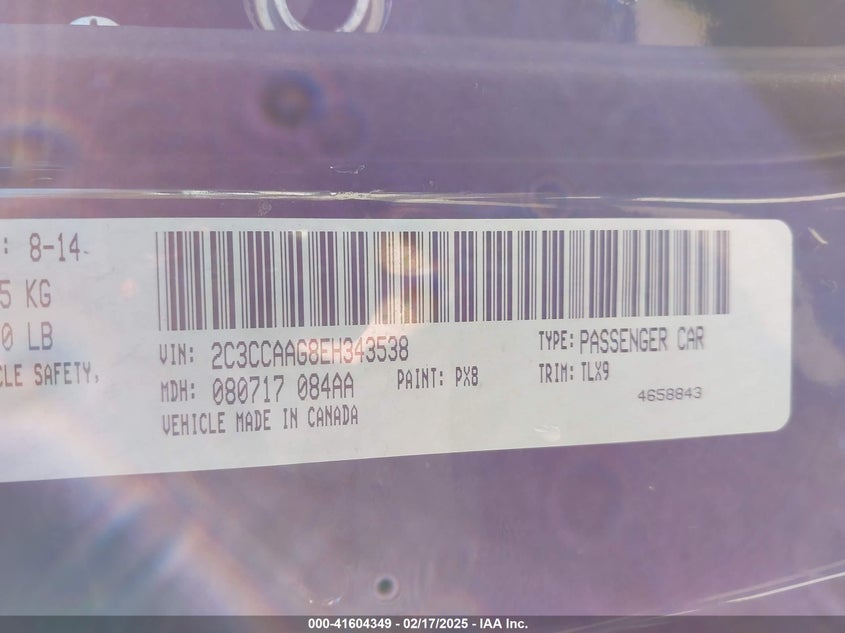 : 8-14
5 KG
0 LB
CLE SAFETY,
VIN: 2C3CCAAG8EH343538
TYPE: PASSENGER CAR
MDH: 080717 084AA
PAINT: PX8
TRIM: TLX9
VEHICLE MADE IN CANADA
4658843
000-41604349 - 02/17/2025 - IAA Inc.